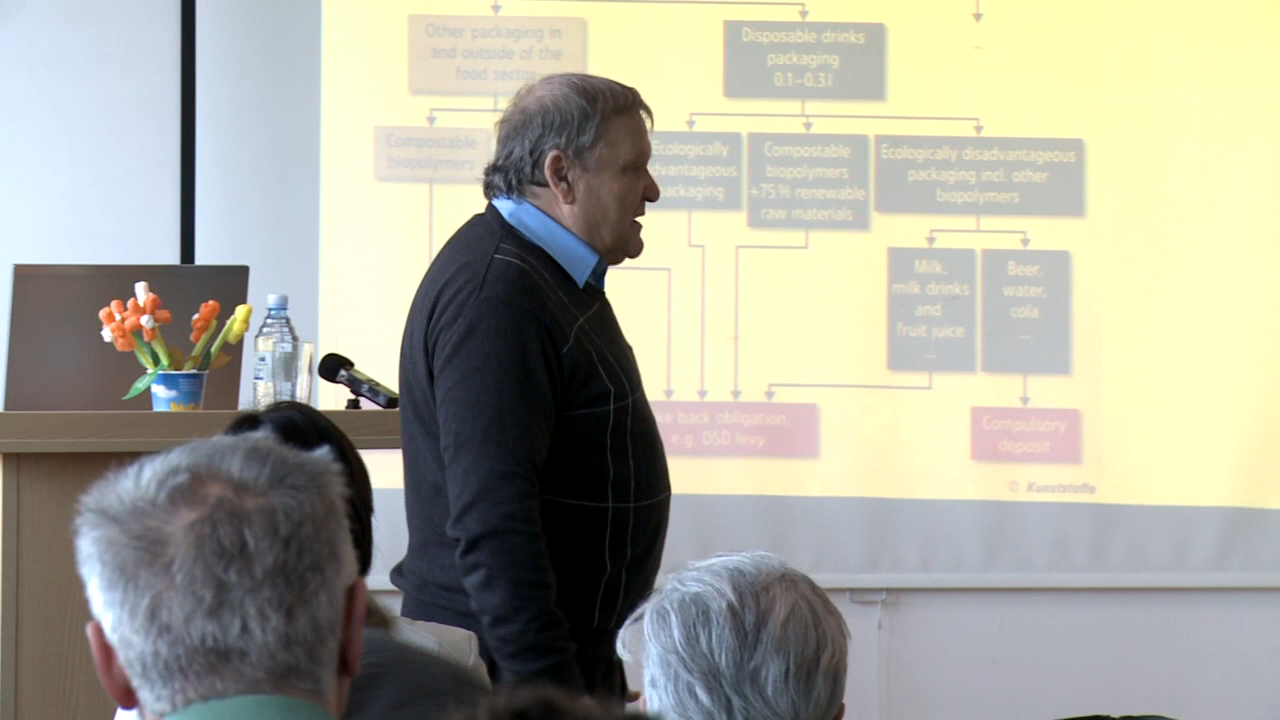 Other packaging in
and outside of the
food sector
Disposable drinks
packaging
0.1–0.3 l
Compostable
biopolymers
Ecologically
advantageous
packaging
Compostable
biopolymers
+75 % renewable
raw materials
Ecologically disadvantageous
packaging incl. other
biopolymers
Milk,
milk drinks
and
fruit juice
...
Beer,
water,
cola
...
ke back obligation,
e.g. DSD levy
Compulsory
deposit
© Kunststoffe